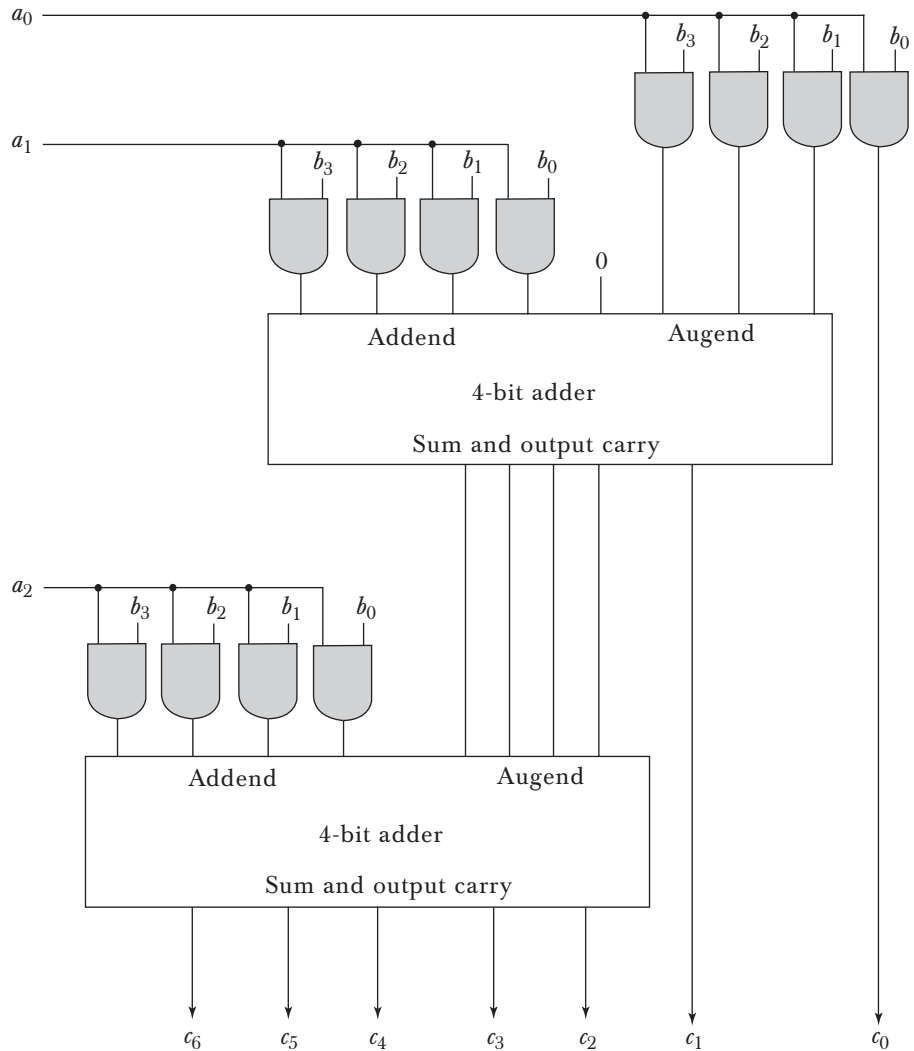 a0
b3 b2 b1 b0
a1
b3 b2 b1 b0
0
Addend Augend
4-bit adder
Sum and output carry
a2
b3 b2 b1 b0
Addend Augend
4-bit adder
Sum and output carry
c6 c5 c4 c3 c2 c1 c0